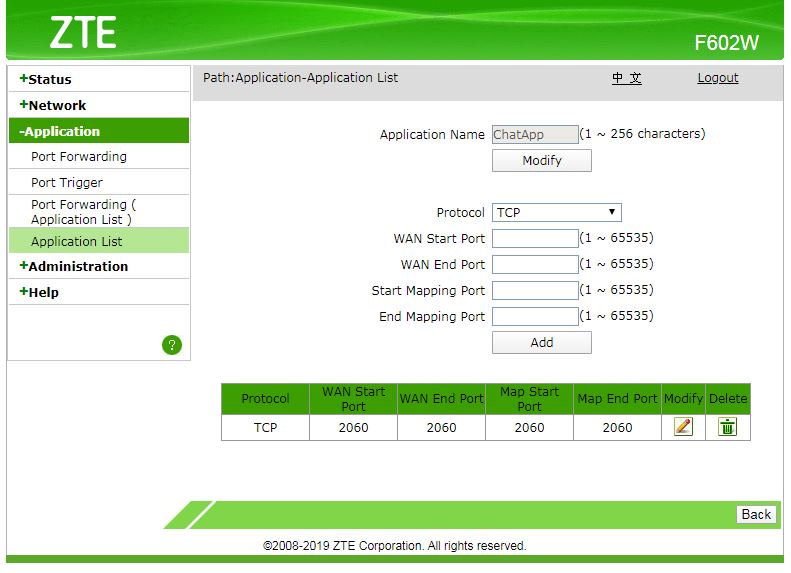 ZTE
F602W
+Status
+Network
-Application
Port Forwarding
Port Trigger
Port Forwarding (
Application List )
Application List
+Administration
+Help
?
Path:Application-Application List
中 文
Logout
Application Name ChatApp (1 ~ 256 characters)
Modify
Protocol TCP
WAN Start Port (1 ~ 65535)
WAN End Port (1 ~ 65535)
Start Mapping Port (1 ~ 65535)
End Mapping Port (1 ~ 65535)
Add
Protocol WAN Start Port WAN End Port Map Start Port Map End Port Modify Delete
TCP 2060 2060 2060 2060
Back
©2008-2019 ZTE Corporation. All rights reserved.